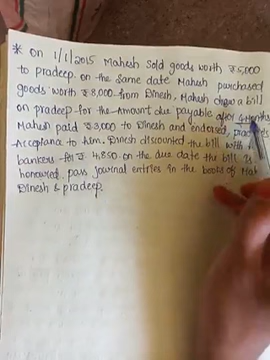 * On 1/1/2015 Mahesh Sold goods worth ₹5,000
to pradeep. on the same date Mahesh purchased
goods worth ₹8,000 from Dinesh. Mahesh drew a bill
on pradeep for the Amount due payable after 4 Months
Mahesh paid ₹3,000 to Dinesh and endorsed,
Acceptance to him. Dinesh discounted the bill with
bankers for ₹ 4,850. on the due date the bill is
honoured. pass Journal entries in the books of
Dinesh & pradeep.